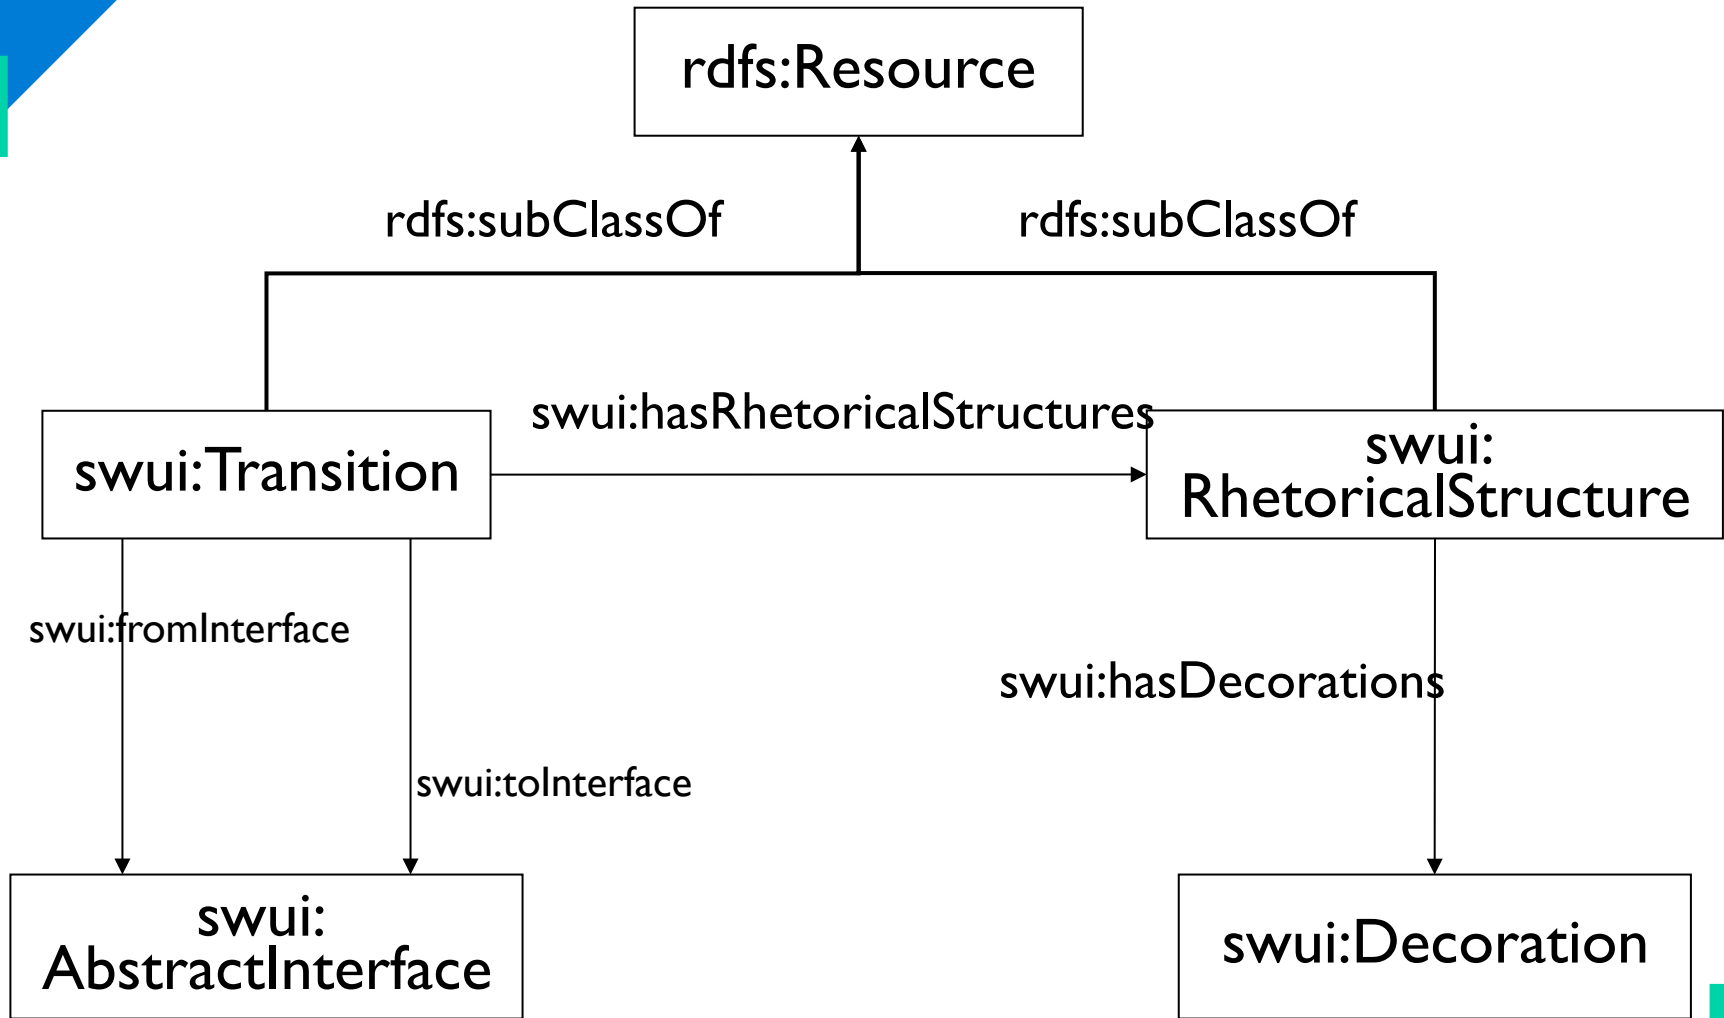 rdfs:Resource
rdfs:subClassOf
rdfs:subClassOf
swui:hasRhetoricalStructures
swui:Transition
swui:
RhetoricalStructure
swui:fromInterface
swui:hasDecorations
swui:toInterface
swui:
AbstractInterface
swui:Decoration